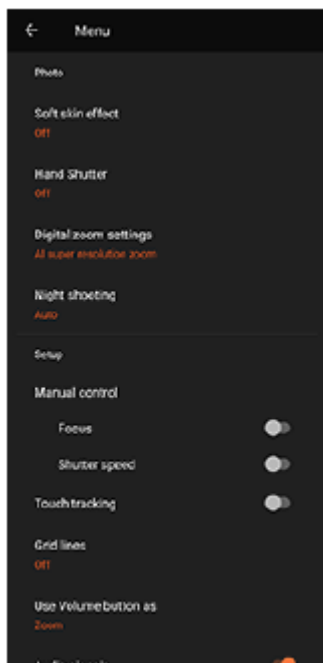 Menu
Photo
Soft skin effect
Off
Hand Shutter
Off
Digital zoom settings
AI super resolution zoom
Night shooting
Auto
Setup
Manual control
Focus
Shutter speed
Touch tracking
Grid lines
Off
Use Volume button as
Zoom